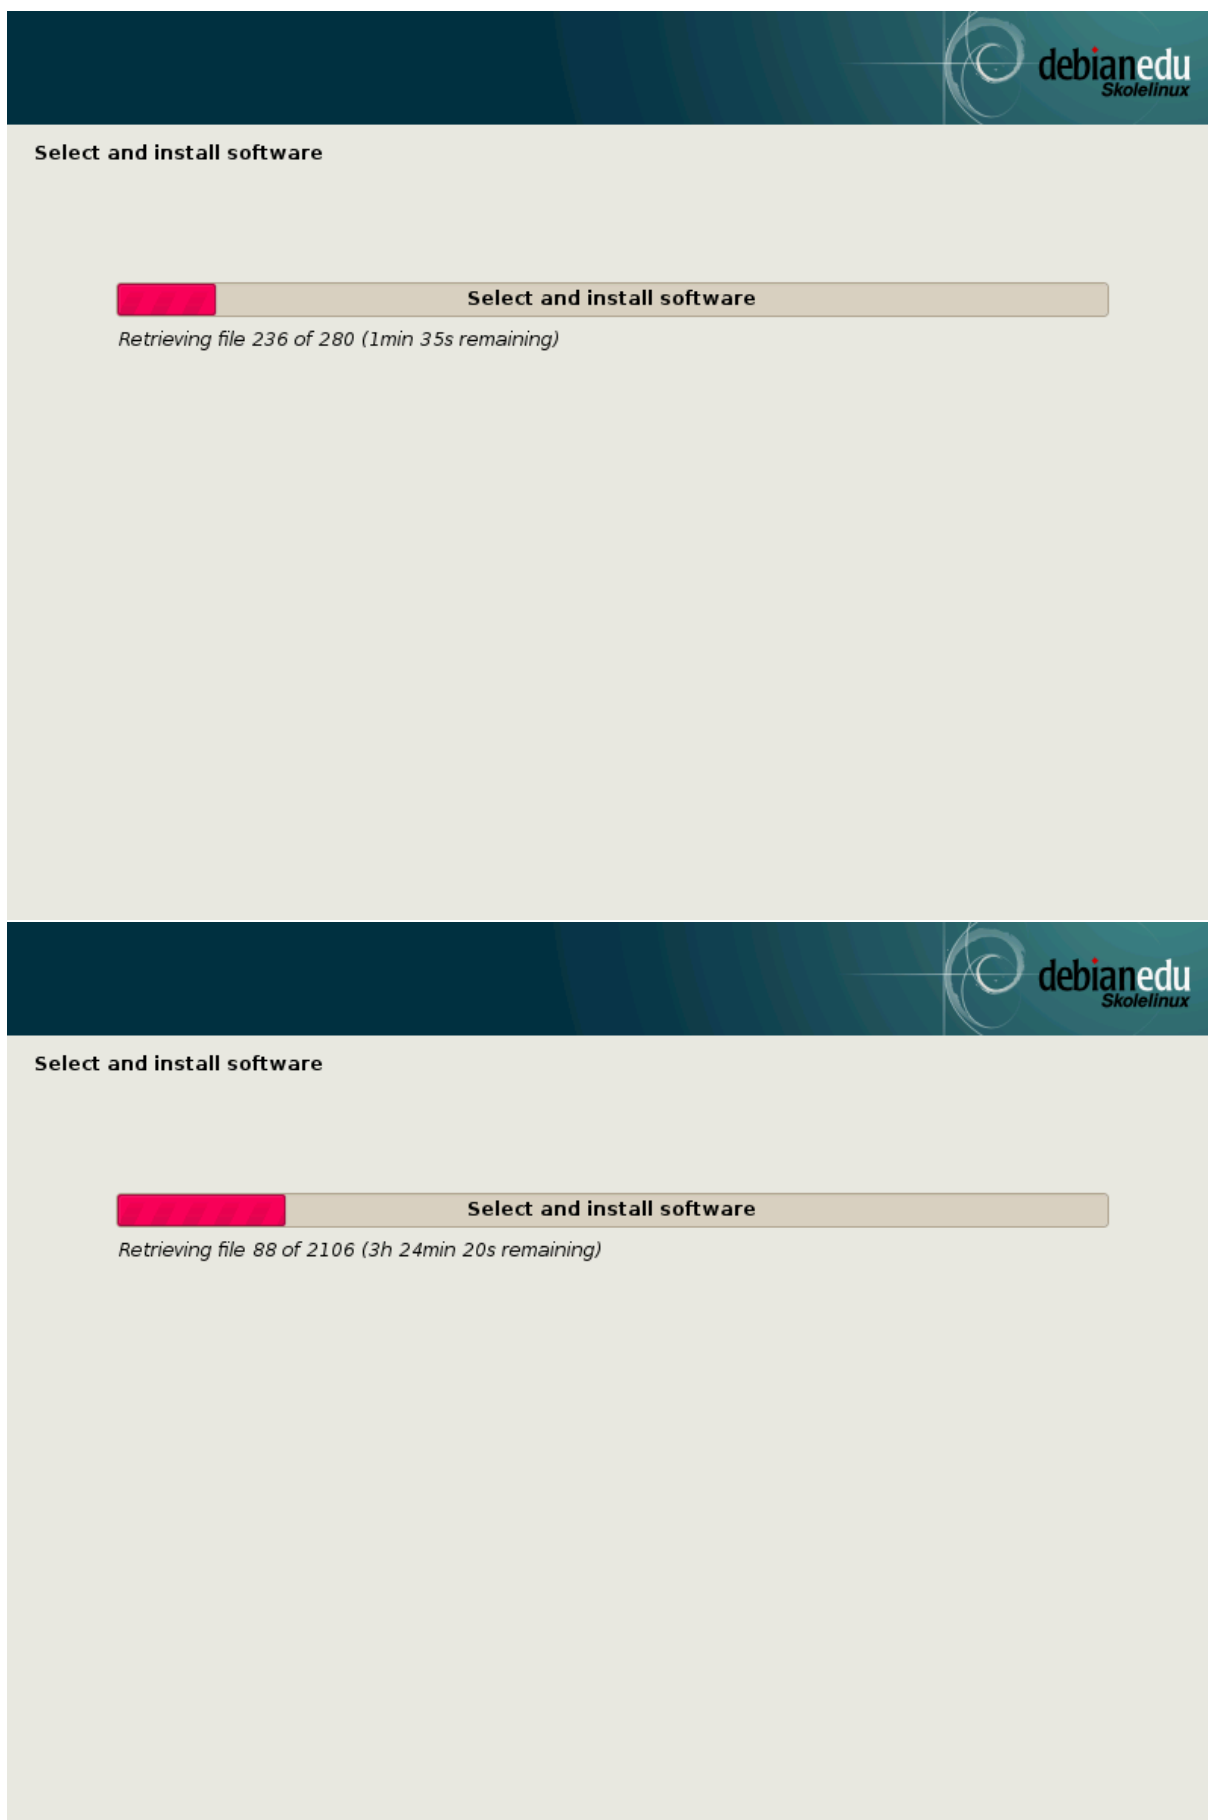 debianedu
Skolelinux
Select and install software
Select and install software
Retrieving file 236 of 280 (1min 35s remaining)
debianedu
Skolelinux
Select and install software
Select and install software
Retrieving file 88 of 2106 (3h 24min 20s remaining)